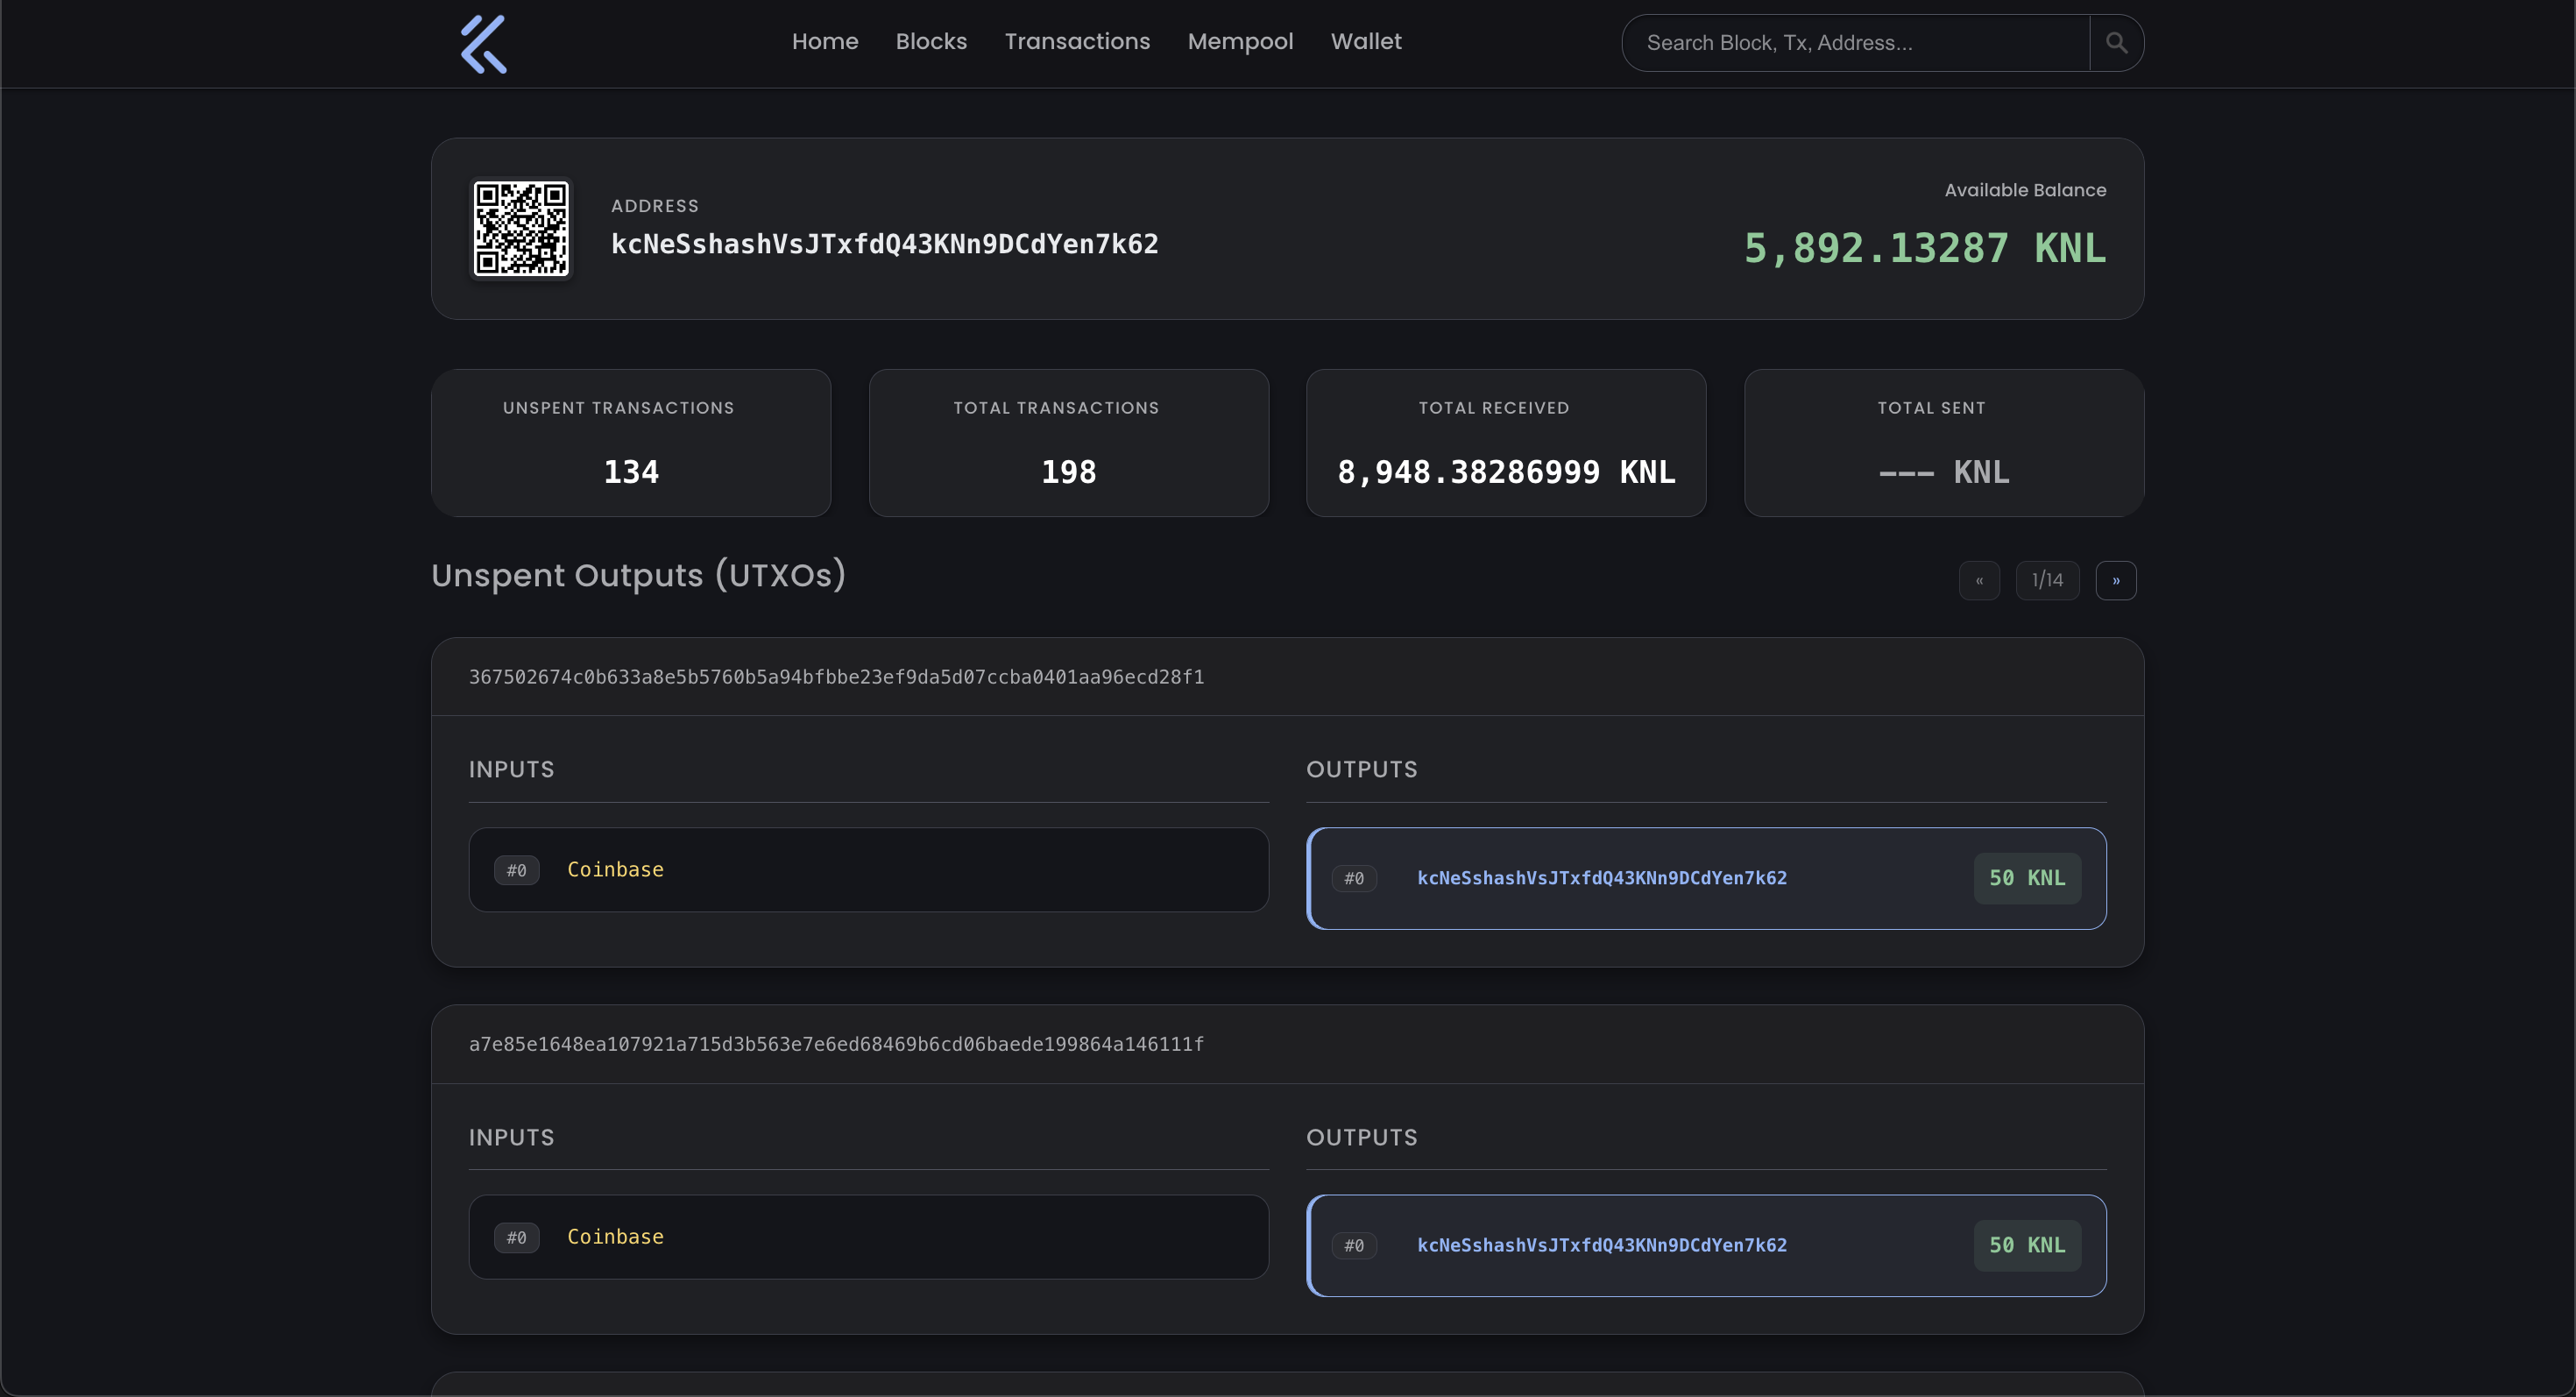 Home Blocks Transactions Mempool Wallet Search Block, Tx, Address...
ADDRESS
kcNeSshashVsJTxfdQ43KNn9DCdYen7k62
Available Balance
5,892.13287 KNL
UNSPENT TRANSACTIONS
134
TOTAL TRANSACTIONS
198
TOTAL RECEIVED
8,948.38286999 KNL
TOTAL SENT
––– KNL
Unspent Outputs (UTXOs)
« 1/14 »
367502674c0b633a8e5b5760b5a94bfbbe23ef9da5d07ccba0401aa96ecd28f1
INPUTS
#0 Coinbase
OUTPUTS
#0 kcNeSshashVsJTxfdQ43KNn9DCdYen7k62 50 KNL
a7e85e1648ea107921a715d3b563e7e6ed68469b6cd06baede199864a146111f
INPUTS
#0 Coinbase
OUTPUTS
#0 kcNeSshashVsJTxfdQ43KNn9DCdYen7k62 50 KNL